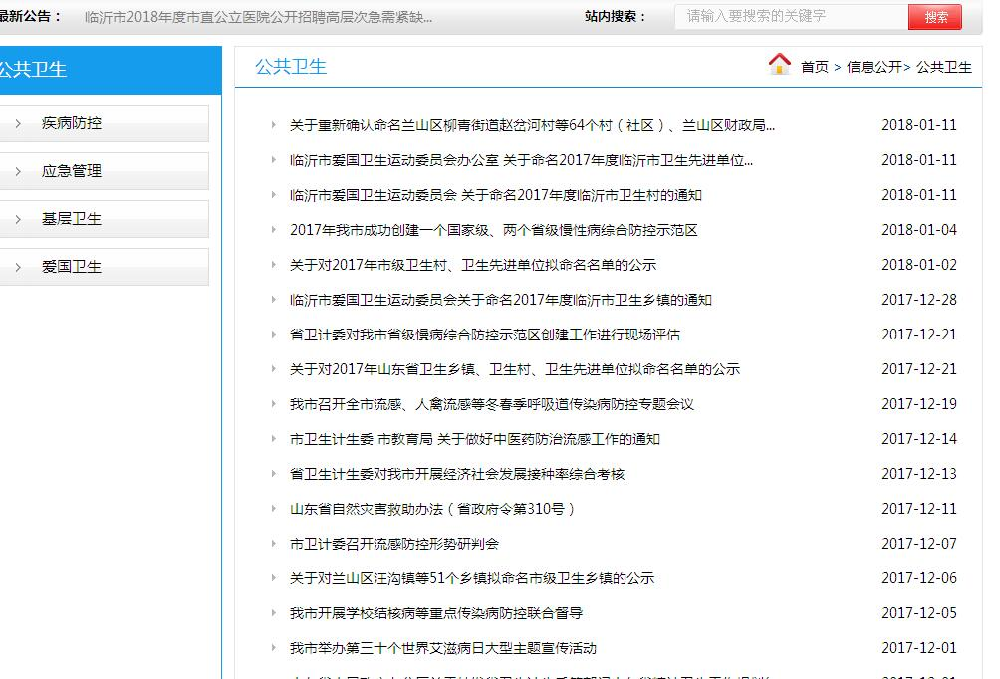 最新公告： 临沂市2018年度市直公立医院公开招聘高层次急需紧缺... 站内搜索： 请输入要搜索的关键字 搜索
公共卫生
疾病防控
应急管理
基层卫生
爱国卫生
公共卫生 首页 > 信息公开> 公共卫生
关于重新确认命名兰山区柳青街道赵岔河村等64个村（社区）、兰山区财政局... 2018-01-11
临沂市爱国卫生运动委员会办公室 关于命名2017年度临沂市卫生先进单位... 2018-01-11
临沂市爱国卫生运动委员会 关于命名2017年度临沂市卫生村的通知 2018-01-11
2017年我市成功创建一个国家级、两个省级慢性病综合防控示范区 2018-01-04
关于对2017年市级卫生村、卫生先进单位拟命名名单的公示 2018-01-02
临沂市爱国卫生运动委员会关于命名2017年度临沂市卫生乡镇的通知 2017-12-28
省卫计委对我市省级慢病综合防控示范区创建工作进行现场评估 2017-12-21
关于对2017年山东省卫生乡镇、卫生村、卫生先进单位拟命名名单的公示 2017-12-21
我市召开全市流感、人禽流感等冬春季呼吸道传染病防控专题会议 2017-12-19
市卫生计生委 市教育局 关于做好中医药防治流感工作的通知 2017-12-14
省卫生计生委对我市开展经济社会发展接种率综合考核 2017-12-13
山东省自然灾害救助办法（省政府令第310号） 2017-12-11
市卫计委召开流感防控形势研判会 2017-12-07
关于对兰山区汪沟镇等51个乡镇拟命名市级卫生乡镇的公示 2017-12-06
我市开展学校结核病等重点传染病防控联合督导 2017-12-05
我市举办第三十个世界艾滋病日大型主题宣传活动 2017-12-01